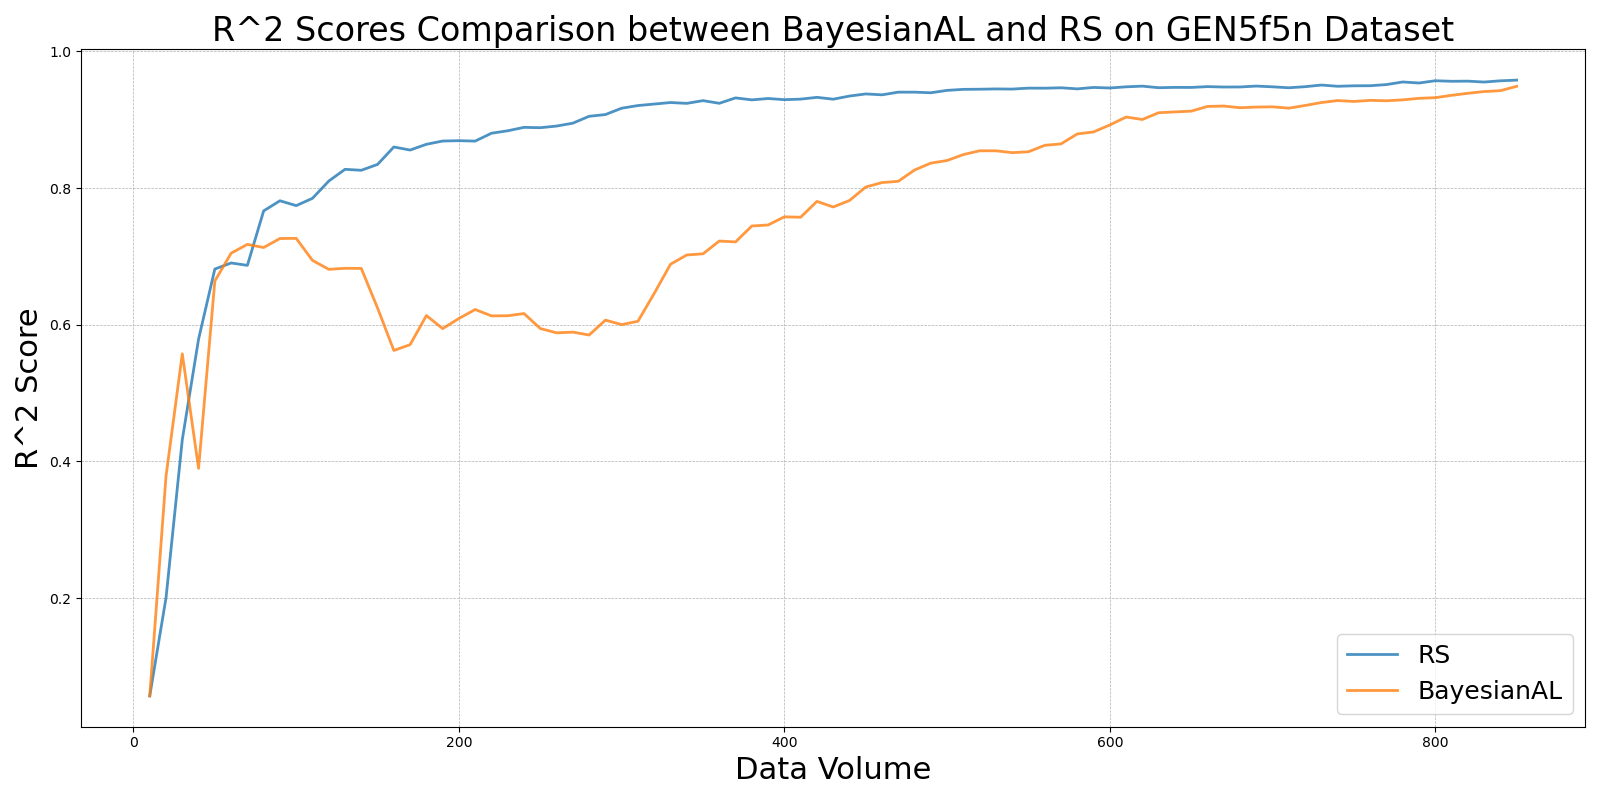 R^2 Scores Comparison between BayesianAL and RS on GEN5f5n Dataset
R^2 Score
1.0
0.8
0.6
0.4
0.2
0
200
400
600
800
Data Volume
RS
BayesianAL